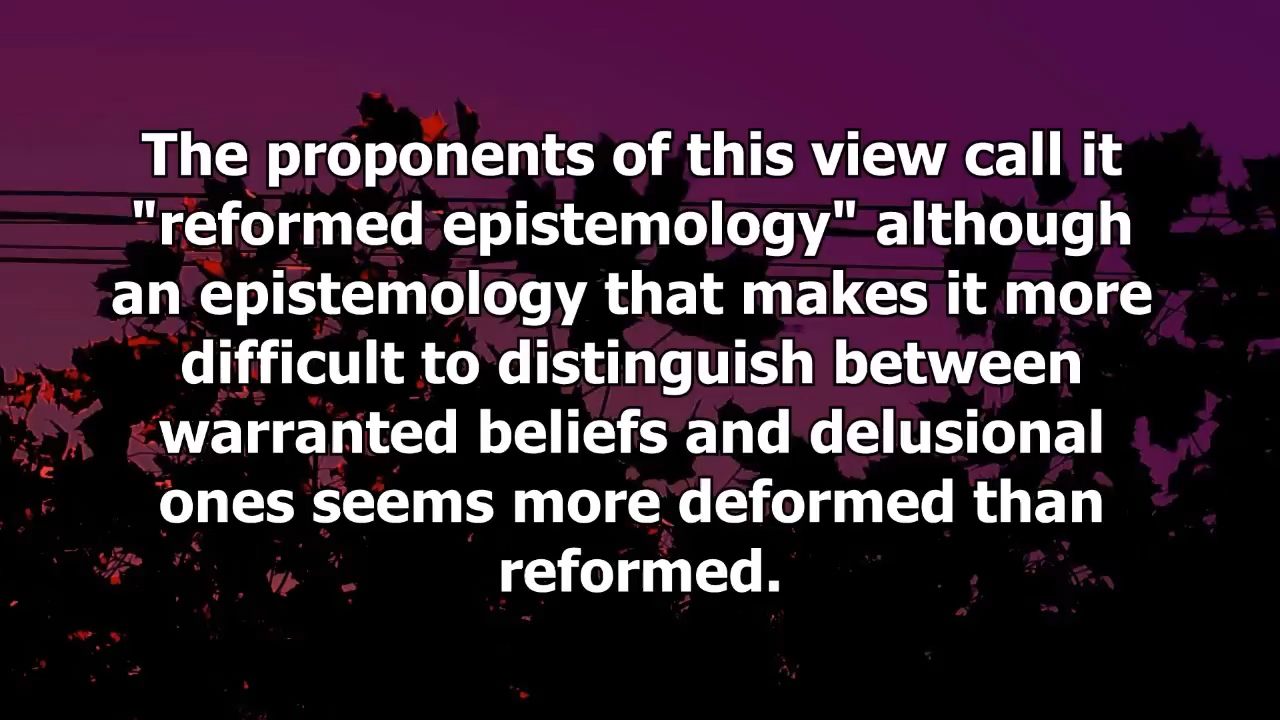 The proponents of this view call it
"reformed epistemology" although
an epistemology that makes it more
difficult to distinguish between
warranted beliefs and delusional
ones seems more deformed than
reformed.